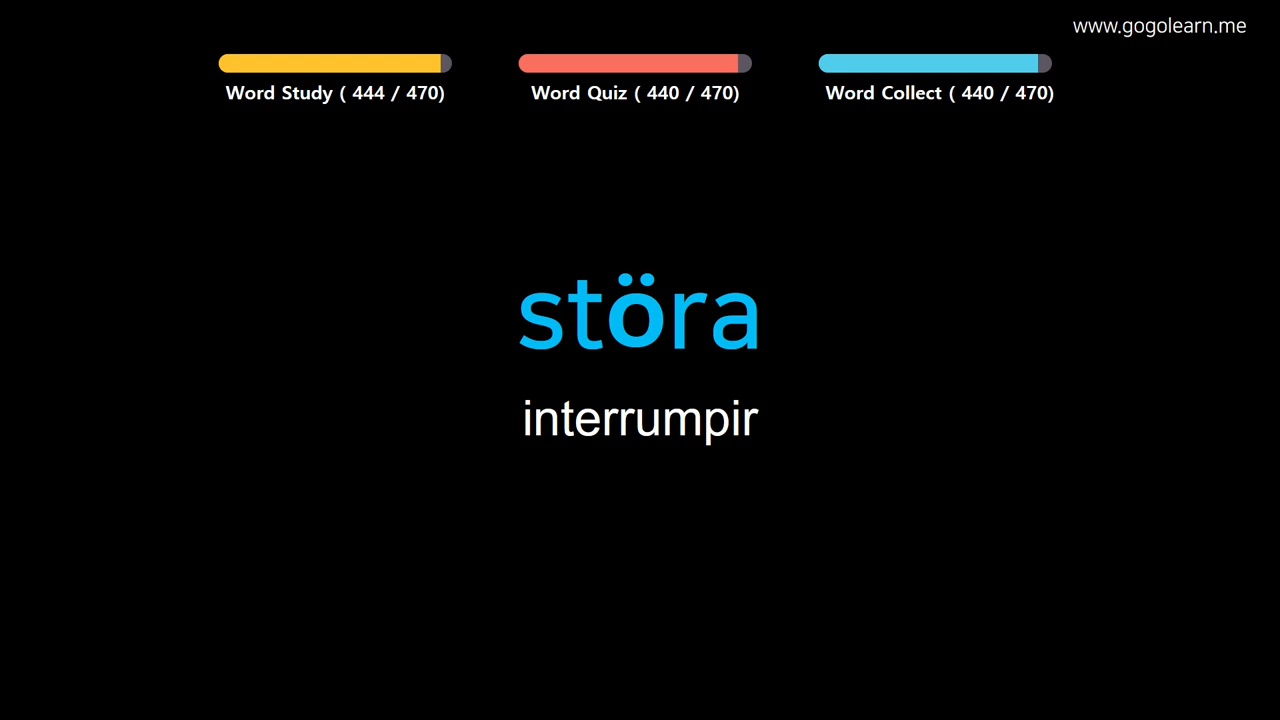 www.gogolearn.me
Word Study ( 444 / 470)
Word Quiz ( 440 / 470)
Word Collect ( 440 / 470)
störa
interrumpir